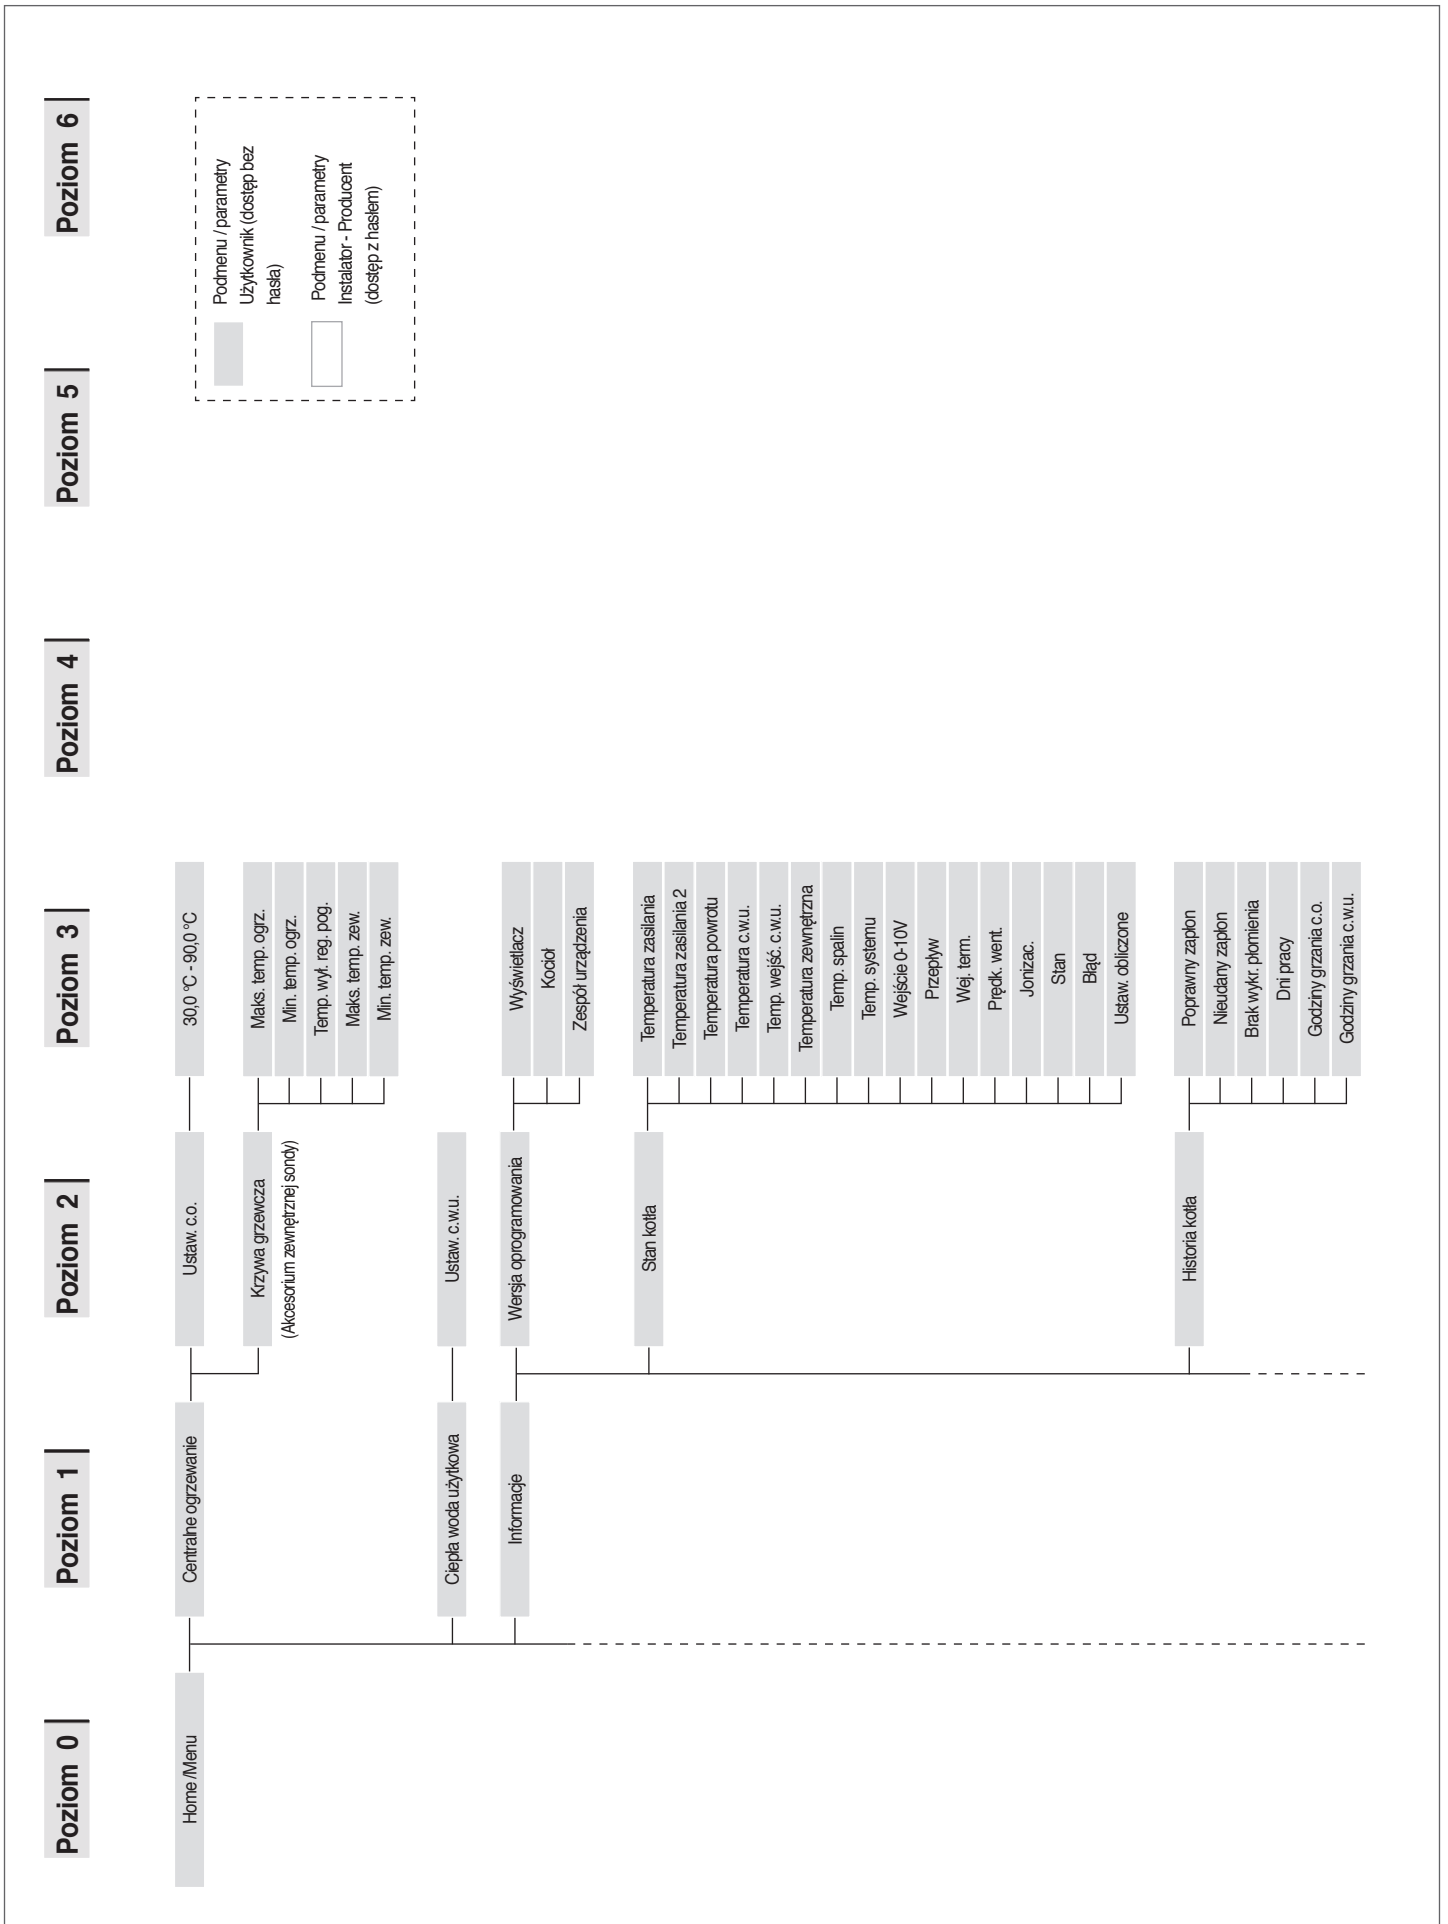 Poziom 0
Poziom 1
Poziom 2
Poziom 3
Poziom 4
Poziom 5
Poziom 6
Home /Menu
Centralne ogrzewanie
Ustaw. c.o.
30,0 °C - 90,0 °C
Krzywa grzewcza
(Akcesorium zewnętrznej sondy)
Maks. temp. ogrz.
Min. temp. ogrz.
Temp. wył. reg. pog.
Maks. temp. zew.
Min. temp. zew.
Ciepła woda użytkowa
Ustaw. c.w.u.
Informacje
Wersja oprogramowania
Wyświetlacz
Kocioł
Zespół urządzenia
Stan kotła
Temperatura zasilania
Temperatura zasilania 2
Temperatura powrotu
Temperatura c.w.u.
Temp. wejść. c.w.u.
Temperatura zewnętrzna
Temp. spalin
Temp. systemu
Wejście 0-10V
Przepływ
Wej. term.
Prędk. went.
Jonizac.
Stan
Błąd
Ustaw. obliczone
Historia kotła
Poprawny zapłon
Nieudany zapłon
Brak wykr. płomienia
Dni pracy
Godziny grzania c.o.
Godziny grzania c.w.u.
Podmenu / parametry
Użytkownik (dostęp bez
hasła)
Podmenu / parametry
Instalator - Producent
(dostęp z hasłem)